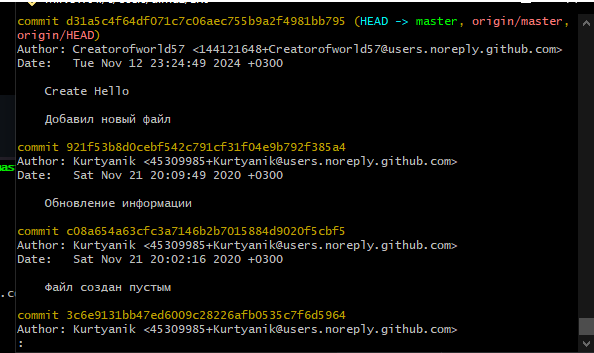 commit d31a5c4f64df071c7c06aec755b9a2f4981bb795 (HEAD -> master, origin/master,
origin/HEAD)
Author: Creatorofworld57 <144121648+Creatorofworld57@users.noreply.github.com>
Date:   Tue Nov 12 23:24:49 2024 +0300
Create Hello
Добавил новый файл
commit 921f53b8d0cebf542c791cf31f04e9b792f385a4
Author: Kurtyanik <45309985+Kurtyanik@users.noreply.github.com>
Date:   Sat Nov 21 20:09:49 2020 +0300
Обновление информации
commit c08a654a63cfc3a7146b2b7015884d9020f5cbf5
Author: Kurtyanik <45309985+Kurtyanik@users.noreply.github.com>
Date:   Sat Nov 21 20:02:16 2020 +0300
Файл создан пустым
commit 3c6e9131bb47ed6009c28226afb0535c7f6d5964
Author: Kurtyanik <45309985+Kurtyanik@users.noreply.github.com>
: